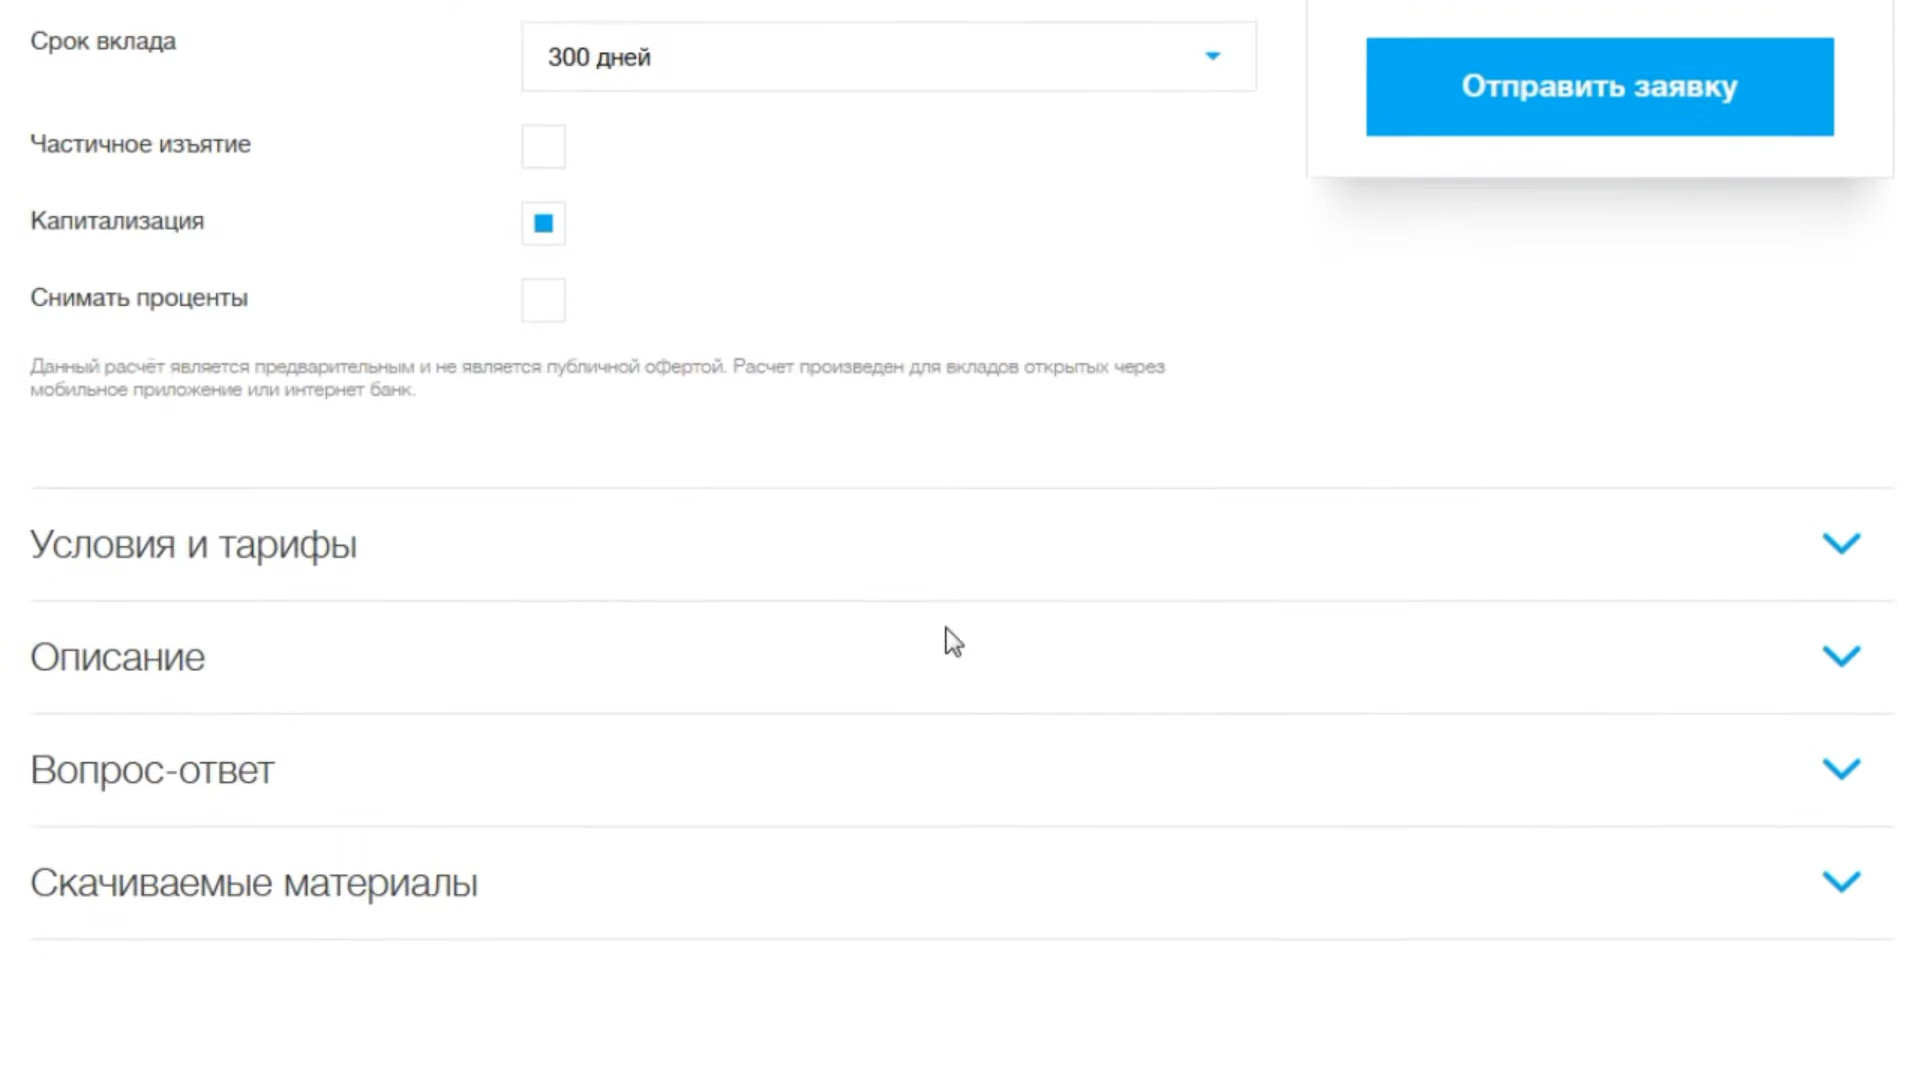 Срок вклада
300 дней
Отправить заявку
Частичное изъятие
Капитализация
Снимать проценты
Данный расчёт является предварительным и не является публичной офертой. Расчет произведен для вкладов открытых через
мобильное приложение или интернет банк.
Условия и тарифы
Описание
Вопрос-ответ
Скачиваемые материалы